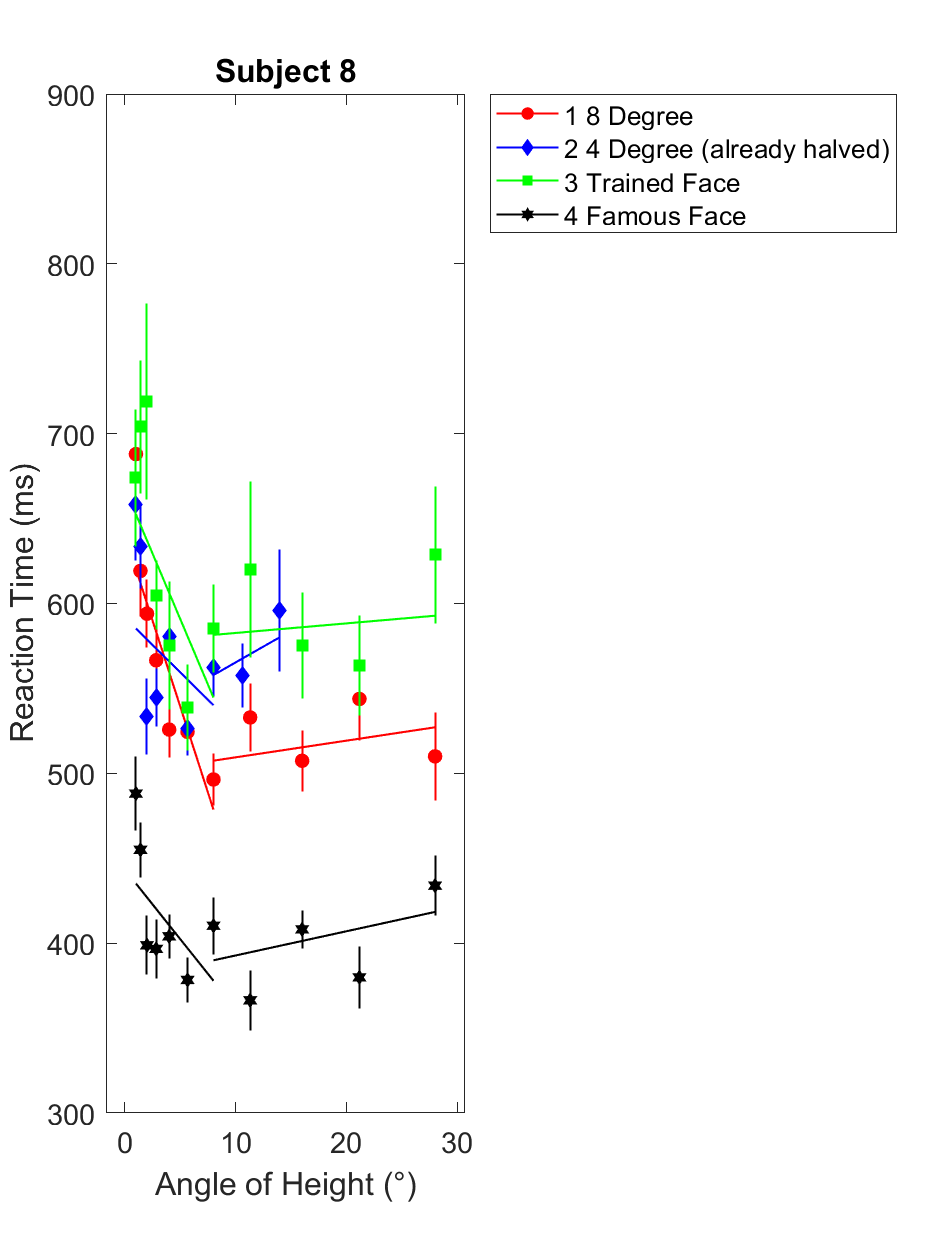 Subject 8
900
800
700
600
500
400
300
Reaction Time (ms)
0 10 20 30
Angle of Height (°)
1 8 Degree
2 4 Degree (already halved)
3 Trained Face
4 Famous Face